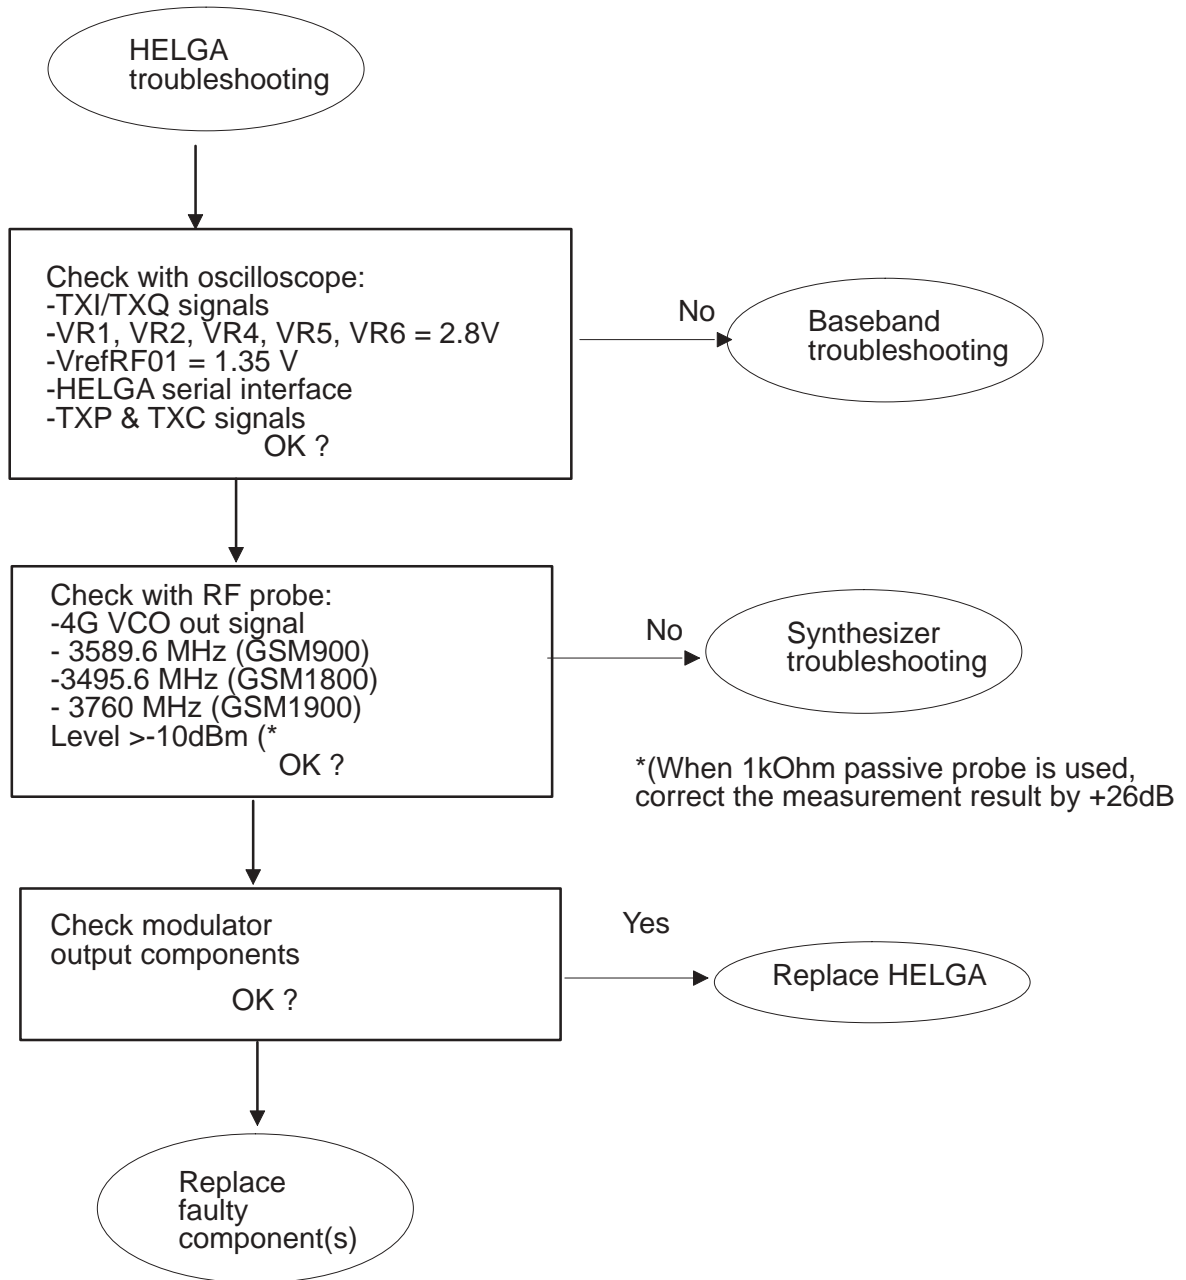 HELGA
troubleshooting
Check with oscilloscope:
-TXI/TXQ signals
-VR1, VR2, VR4, VR5, VR6 = 2.8V
-VrefRF01 = 1.35 V
-HELGA serial interface
-TXP & TXC signals
OK ?
No
Baseband
troubleshooting
Check with RF probe:
-4G VCO out signal
- 3589.6 MHz (GSM900)
-3495.6 MHz (GSM1800)
- 3760 MHz (GSM1900)
Level >-10dBm (*
OK ?
No
Synthesizer
troubleshooting
*(When 1kOhm passive probe is used,
correct the measurement result by +26dB
Check modulator
output components
OK ?
Yes
Replace HELGA
Replace
faulty
component(s)